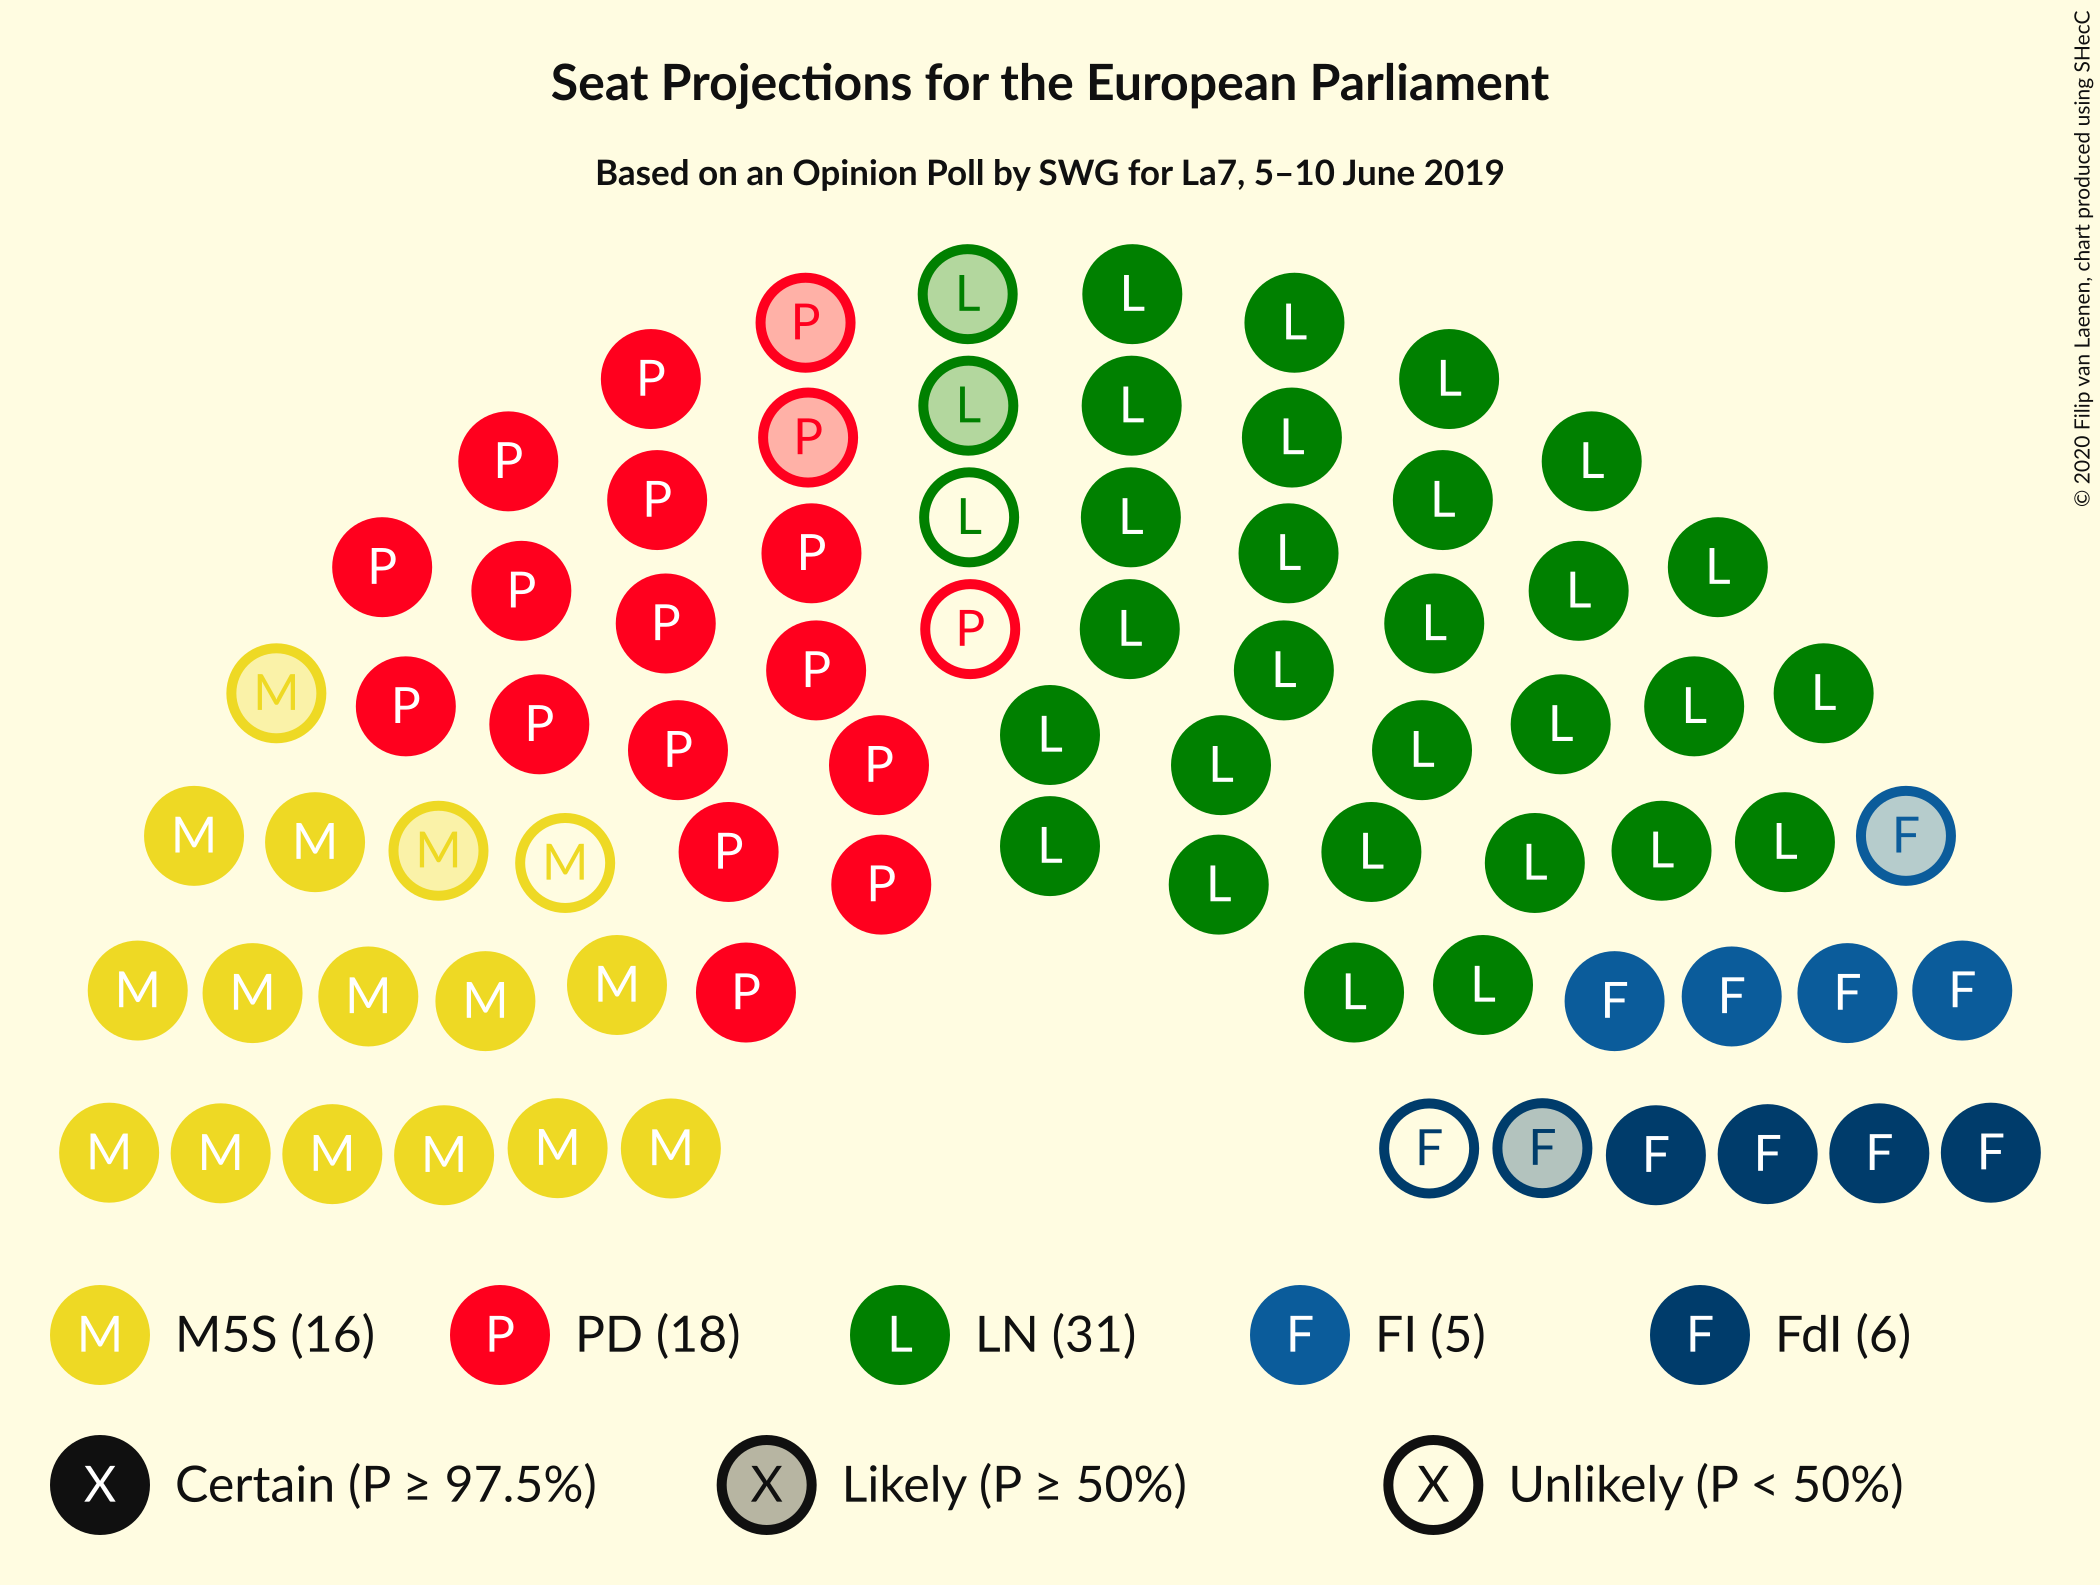 Seat Projections for the European Parliament
Based on an Opinion Poll by SWG for La7, 5–10 June 2019
© 2020 Filip van Laenen, chart produced using SHecC
L L
P L
P L
L L
P L
P L
P L
L L
P L
P L
P L
P L
P L
P L
M L
P L
P L
P L
P L
L
M F
M L
M L
P L
M L
L
P L
M F
M F
M F
M F
M L
P L
M M M M M M F F F F F F
M M5S (16) P PD (18) L LN (31) F FI (5) F FdI (6)
X Certain (P ≥ 97.5%) X Likely (P ≥ 50%) X Unlikely (P < 50%)